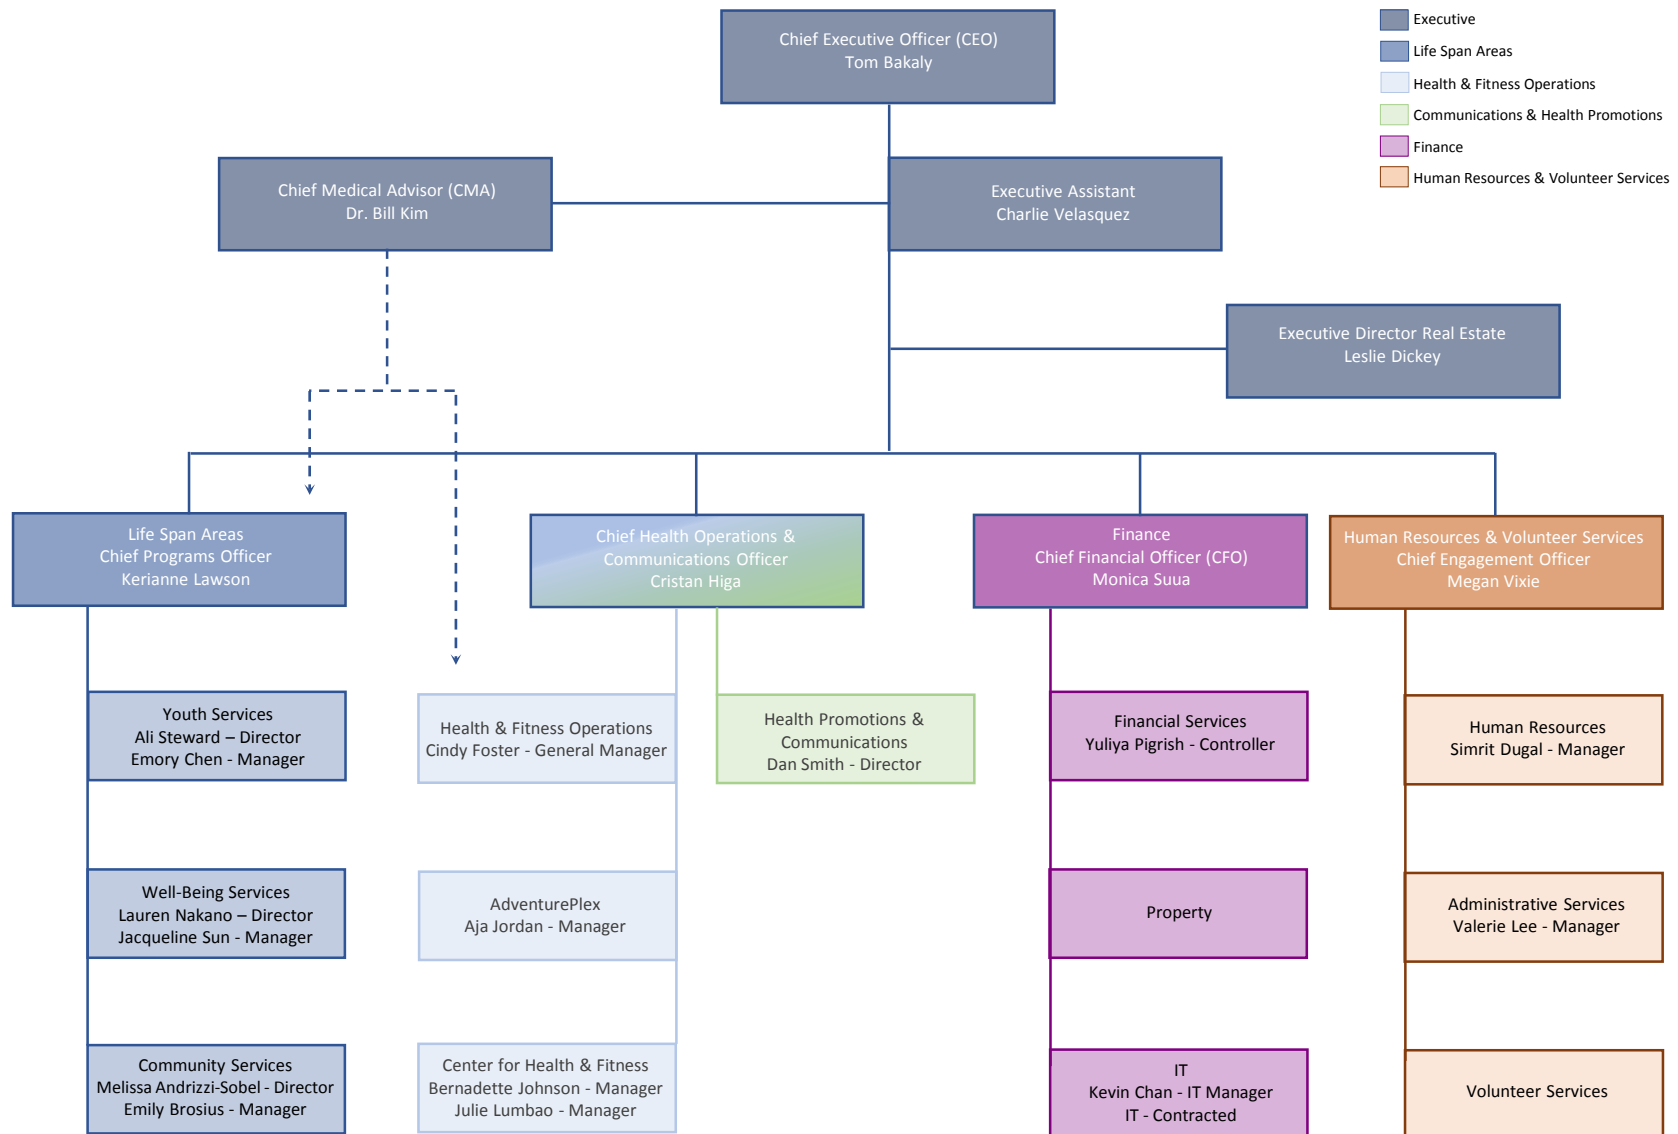 Chief Executive Officer (CEO)
Tom Bakaly
Executive
Life Span Areas
Health & Fitness Operations
Communications & Health Promotions
Finance
Human Resources & Volunteer Services
Chief Medical Advisor (CMA)
Dr. Bill Kim
Executive Assistant
Charlie Velasquez
Executive Director Real Estate
Leslie Dickey
Life Span Areas
Chief Programs Officer
Kerianne Lawson
Chief Health Operations &
Communications Officer
Cristan Higa
Finance
Chief Financial Officer (CFO)
Monica Suua
Human Resources & Volunteer Services
Chief Engagement Officer
Megan Vixie
Youth Services
Ali Steward – Director
Emory Chen - Manager
Health & Fitness Operations
Cindy Foster - General Manager
Health Promotions &
Communications
Dan Smith - Director
Financial Services
Yuliya Pigrish - Controller
Human Resources
Simrit Dugal - Manager
Well-Being Services
Lauren Nakano – Director
Jacqueline Sun - Manager
AdventurePlex
Aja Jordan - Manager
Property
Administrative Services
Valerie Lee - Manager
Community Services
Melissa Andrizzi-Sobel - Director
Emily Brosius - Manager
Center for Health & Fitness
Bernadette Johnson - Manager
Julie Lumbao - Manager
IT
Kevin Chan - IT Manager
IT - Contracted
Volunteer Services